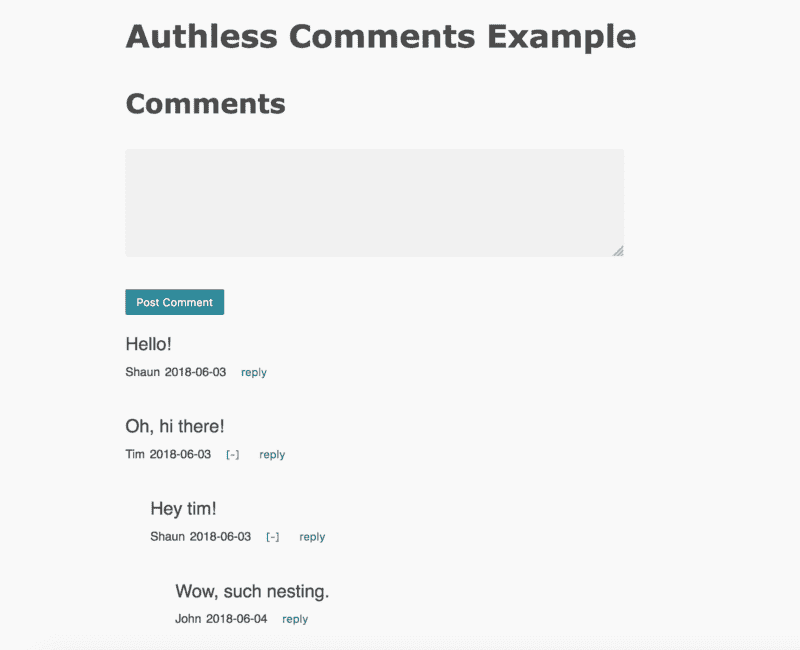 Authless Comments Example
Comments
Post Comment
Hello!
Shaun 2018-06-03 reply
Oh, hi there!
Tim 2018-06-03 [-] reply
Hey tim!
Shaun 2018-06-03 [-] reply
Wow, such nesting.
John 2018-06-04 reply